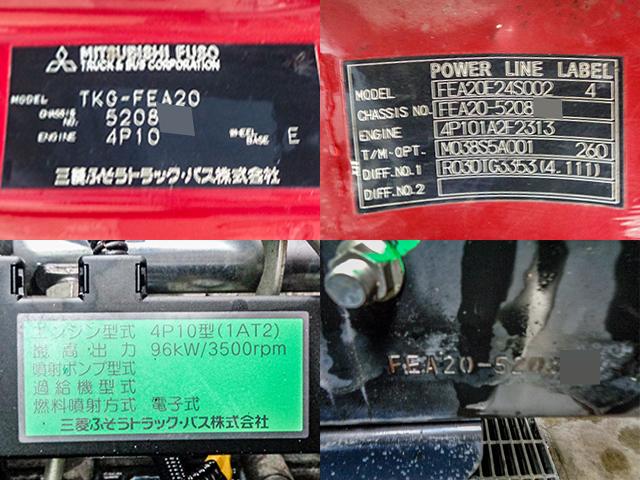 MITSUBISHI FUSO
TRUCK & BUS CORPORATION
MODEL TKG-FEA20
CHASSIS NO. 5208
ENGINE 4P10 WHEEL BASE E
三菱ふそうトラック・バス株式会社
POWER LINE LABEL
MODEL FEA20E24S002 4
CHASSIS NO. FEA20-5208
ENGINE 4P101A2F2313
T/M-OPT. M038S5A001 260
DIFF.NO.1 R03D1G3353(4.111)
DIFF.NO.2
エンジン型式 4P10型(1AT2)
最高出力 96kW/3500rpm
噴射ポンプ型式
過給機型式
燃料噴射方式 電子式
三菱ふそうトラック・バス株式会社
FEA20-5208